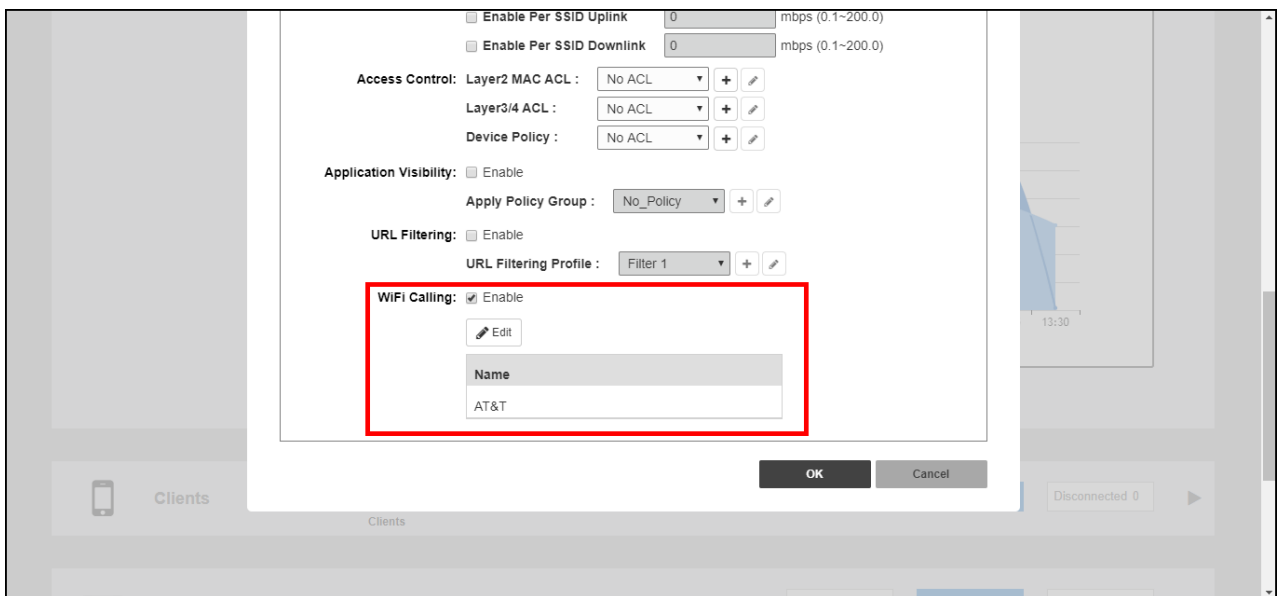 Enable Per SSID Uplink 0 mbps (0.1~200.0)
Enable Per SSID Downlink 0 mbps (0.1~200.0)
Access Control: Layer2 MAC ACL : No ACL
Layer3/4 ACL : No ACL
Device Policy : No ACL
Application Visibility: Enable
Apply Policy Group : No_Policy
URL Filtering: Enable
URL Filtering Profile : Filter 1
WiFi Calling: Enable
Edit
Name
AT&T
13:30
OK Cancel
Clients Disconnected 0
Clients